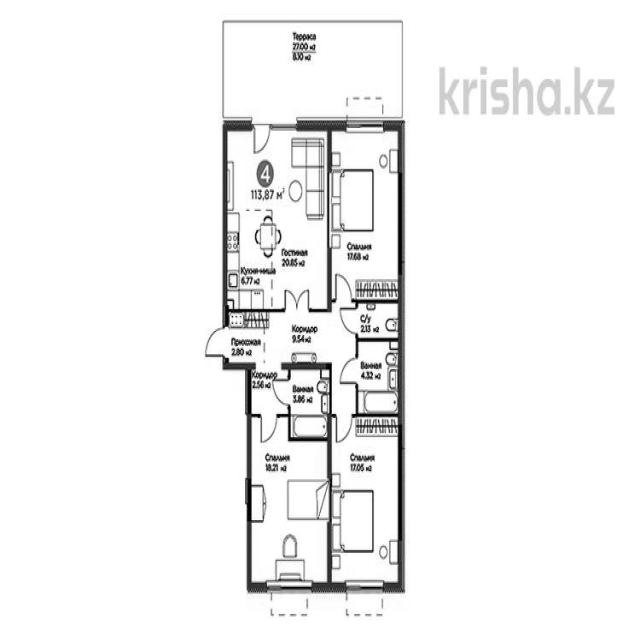 Терраса
27.00 м2
8.10 м2
krisha.kz
4
113,87 м²
Гостиная
20.85 м2
Кухня-ниша
6.77 м2
Спальня
17.68 м2
С/у
2.13 м2
Коридор
9.54 м2
Прихожая
2.80 м2
Ванная
4.32 м2
Коридор
2.56 м2
Ванная
3.86 м2
Спальня
18.21 м2
Спальня
17.05 м2